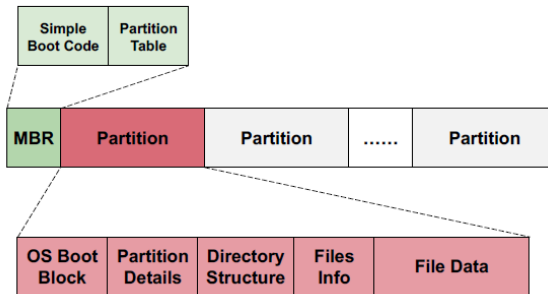 Simple
Boot Code
Partition
Table
MBR
Partition
Partition
......
Partition
OS Boot
Block
Partition
Details
Directory
Structure
Files
Info
File Data